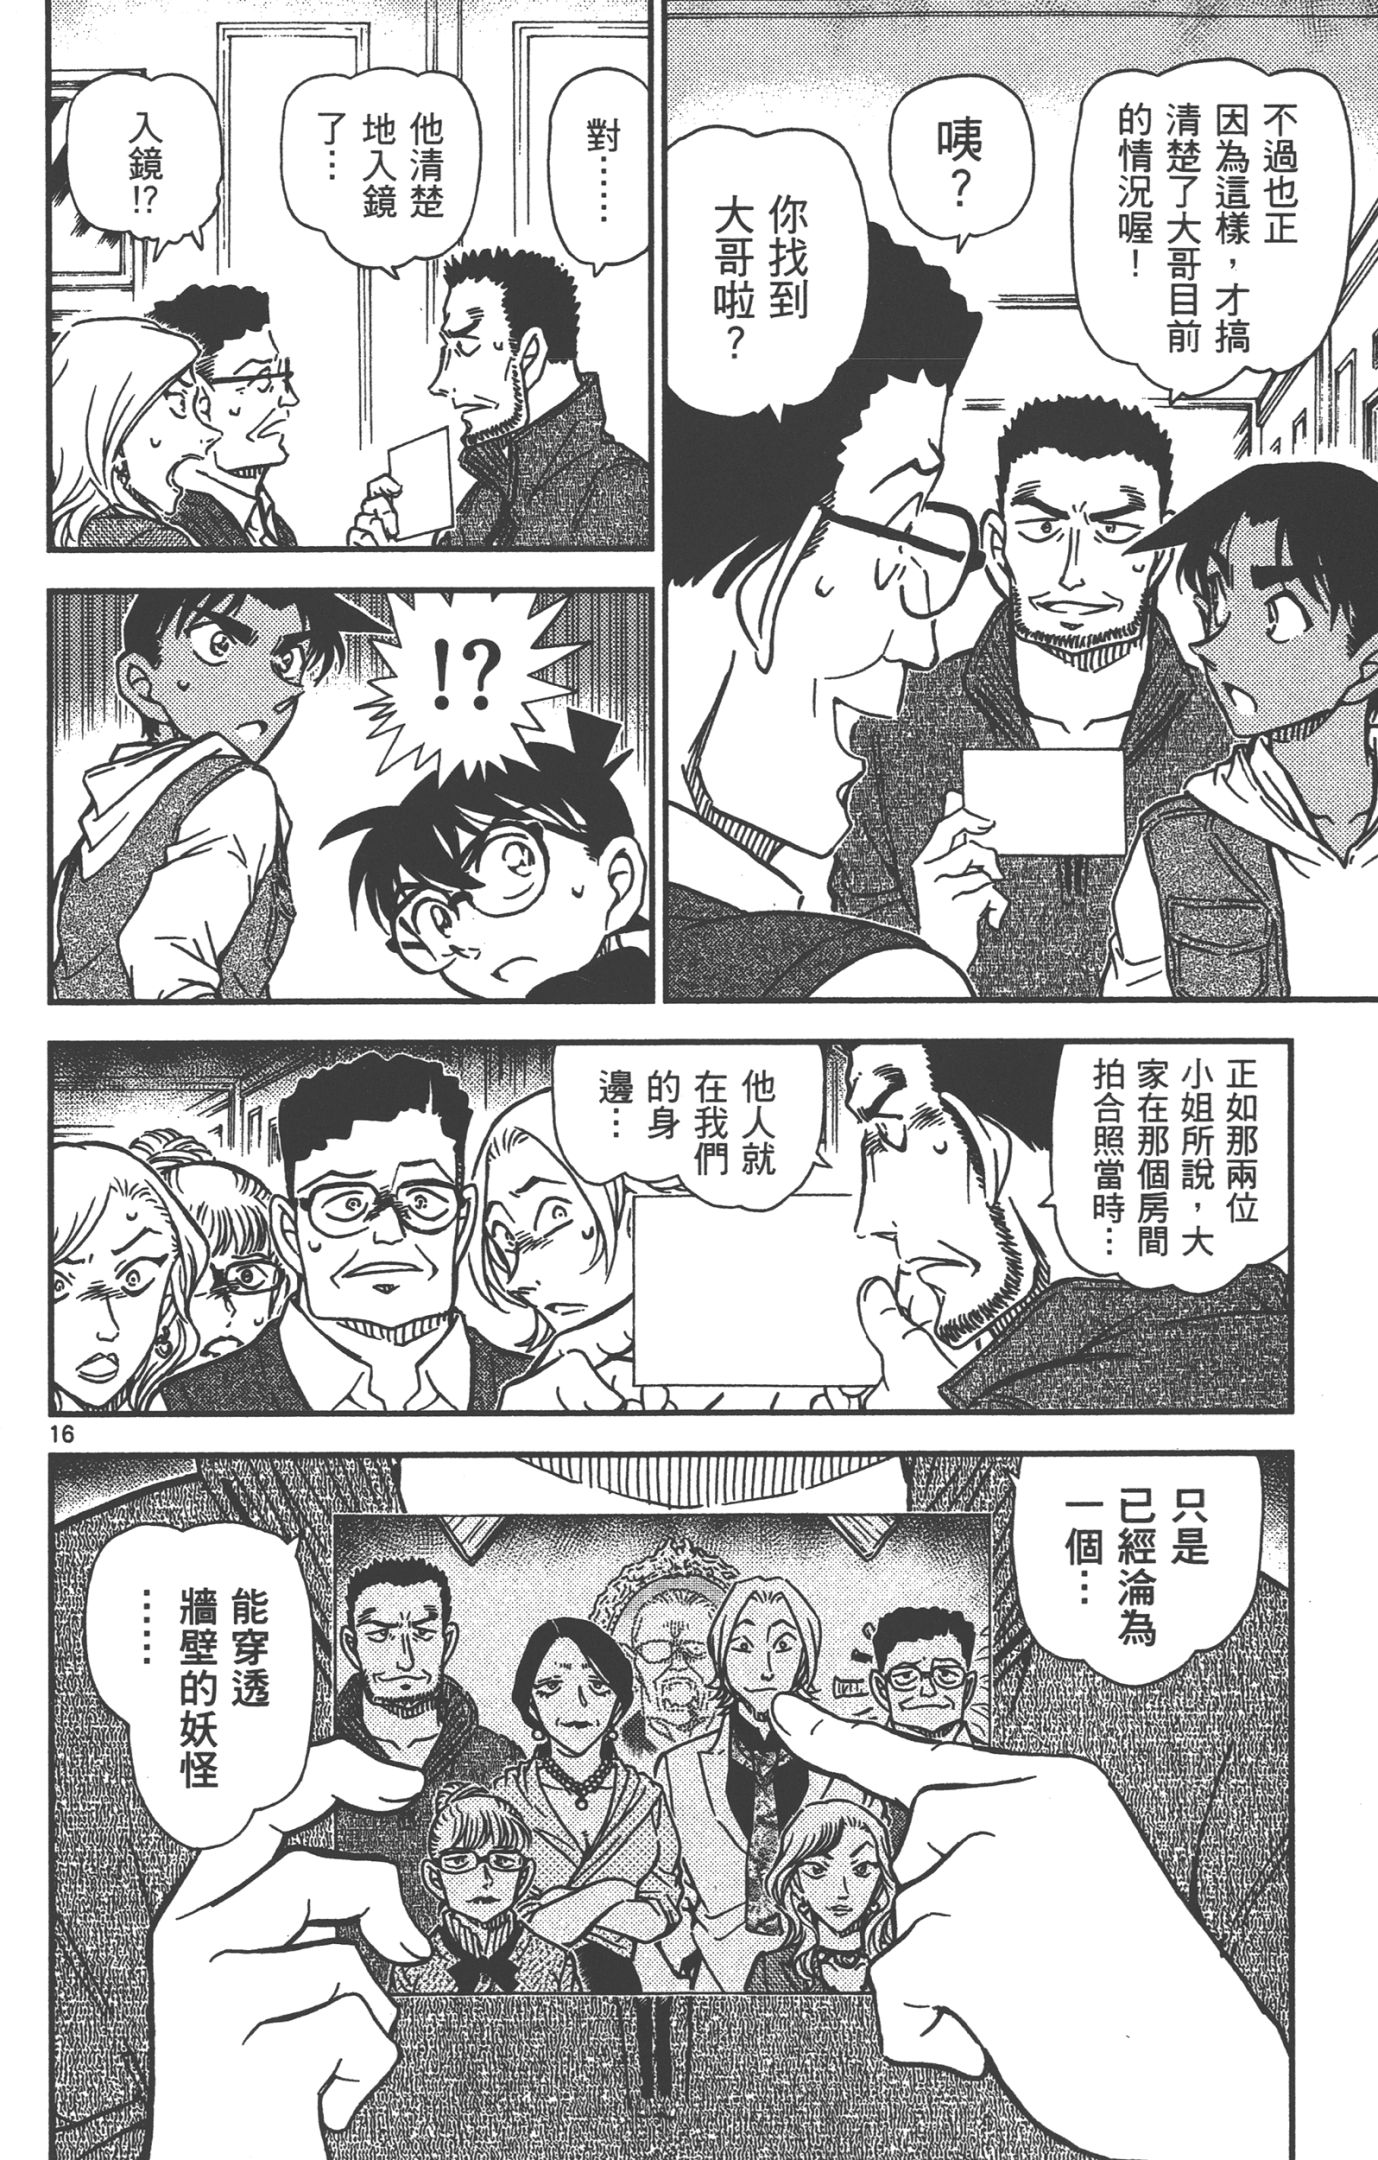 不過也正
因為這樣，才搞
清楚了大哥目前
的情況喔！
咦？
你找到
大哥啦？
對……
他清楚
地入鏡
了…
入鏡!?
!?
正如那兩位
小姐所說，大
家在那個房間
拍合照當時…
他人就
在我們
的身
邊…
16
只是
已經淪為
一個…
能穿透
牆壁的妖怪
……